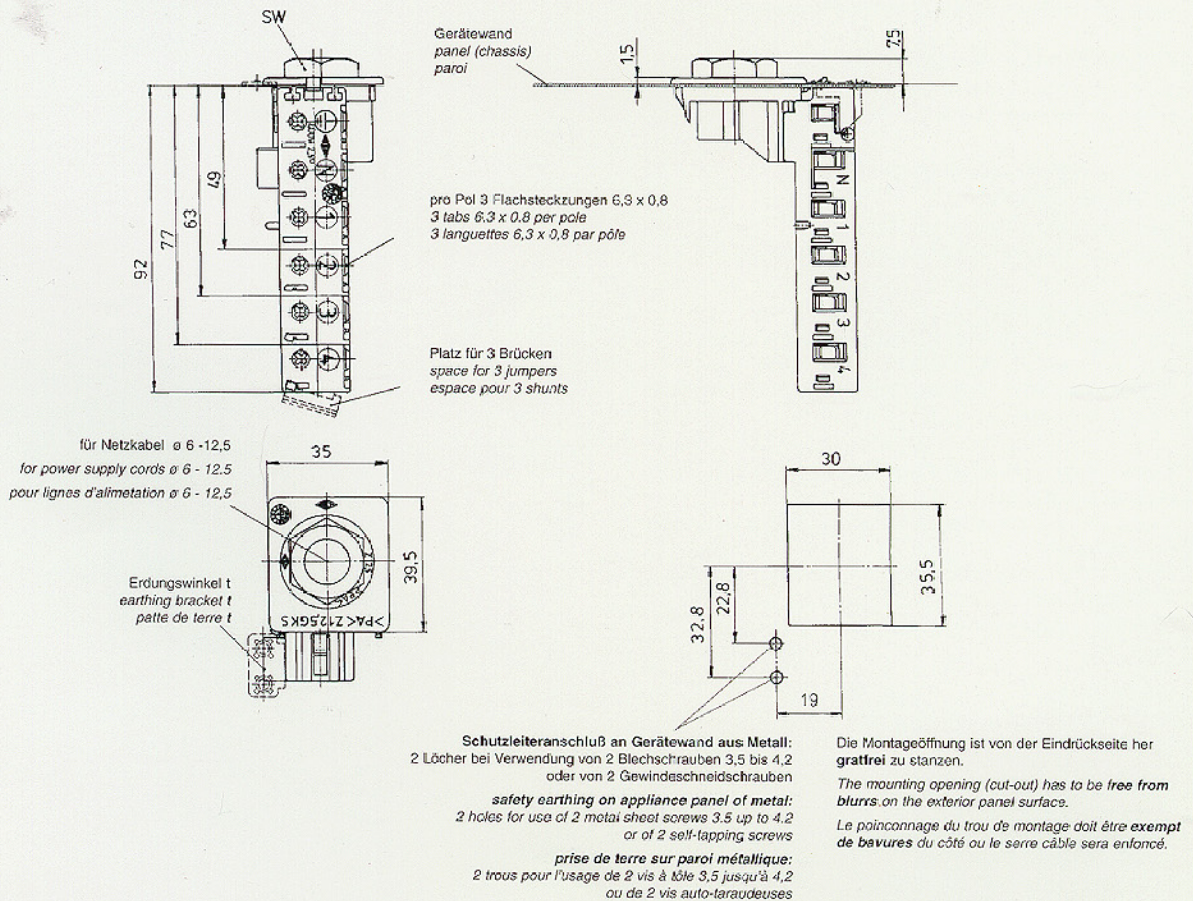 SW
Gerätewand
panel (chassis)
paroi
1,5
7,5
49
63
77
92
N
1
2
3
4
N
1
2
3
4
pro Pol 3 Flachsteckzungen 6,3 x 0,8
3 tabs 6.3 x 0.8 per pole
3 languettes 6,3 x 0,8 par pôle
Platz für 3 Brücken
space for 3 jumpers
espace pour 3 shunts
für Netzkabel ø 6 -12,5
for power supply cords ø 6 - 12.5
pour lignes d'alimetation ø 6 - 12,5
35
39,5
>PA<Z12,5GKS
Erdungswinkel t
earthing bracket t
patte de terre t
30
35,5
22,8
32,8
19
Schutzleiteranschluß an Gerätewand aus Metall:
2 Löcher bei Verwendung von 2 Blechschrauben 3,5 bis 4,2
oder von 2 Gewindeschneidschrauben
safety earthing on appliance panel of metal:
2 holes for use of 2 metal sheet screws 3.5 up to 4.2
or of 2 self-tapping screws
prise de terre sur paroi métallique:
2 trous pour l'usage de 2 vis à tôle 3,5 jusqu'à 4,2
ou de 2 vis auto-taraudeuses
Die Montageöffnung ist von der Eindrückseite her
gratfrei zu stanzen.
The mounting opening (cut-out) has to be free from
blurrs on the exterior panel surface.
Le poinconnage du trou de montage doit être exempt
de bavures du côté ou le serre câble sera enfoncé.